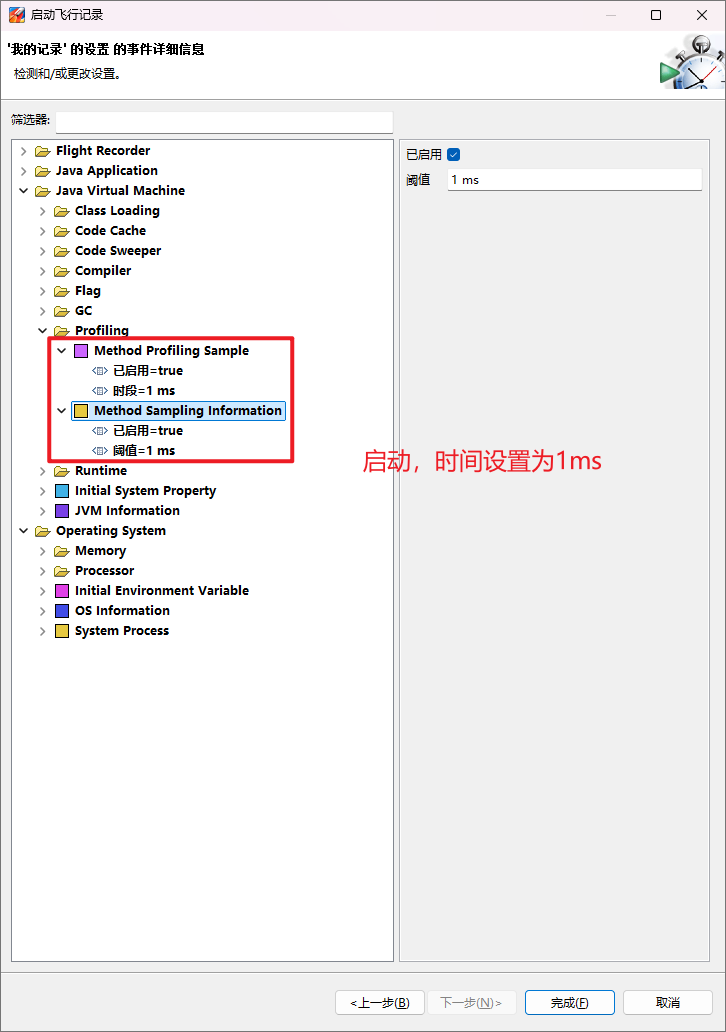 启动飞行记录
'我的记录' 的设置 的事件详细信息
检测和/或更改设置。
筛选器:
Flight Recorder
Java Application
Java Virtual Machine
Class Loading
Code Cache
Code Sweeper
Compiler
Flag
GC
Profiling
Method Profiling Sample
已启用=true
时段=1 ms
Method Sampling Information
已启用=true
阈值=1 ms
Runtime
Initial System Property
JVM Information
Operating System
Memory
Processor
Initial Environment Variable
OS Information
System Process
已启用
阈值 1 ms
启动，时间设置为1ms
<上一步(B) 下一步(N)> 完成(F) 取消